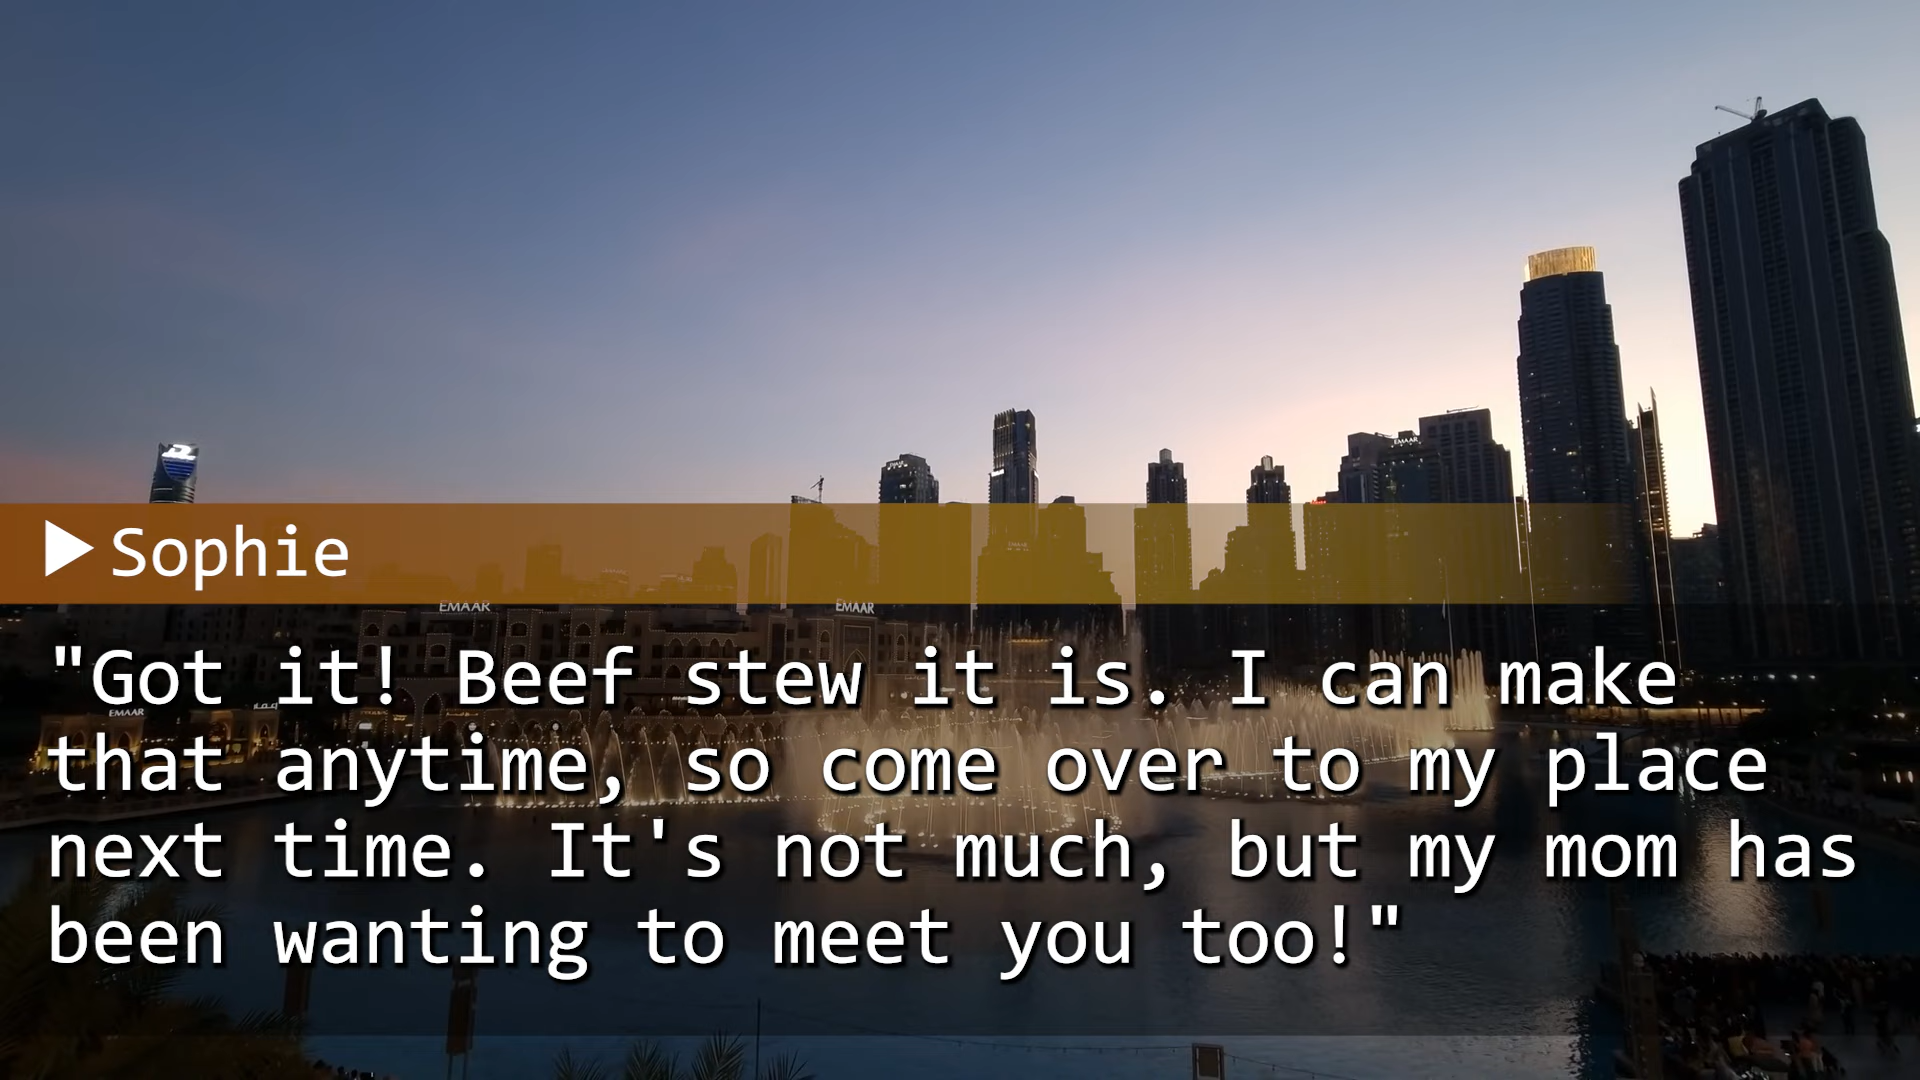 EMAAR
Sophie
EMAAR
EMAAR
"Got it! Beef stew it is. I can make
EMAAR
that anytime, so come over to my place
next time. It's not much, but my mom has
been wanting to meet you too!"